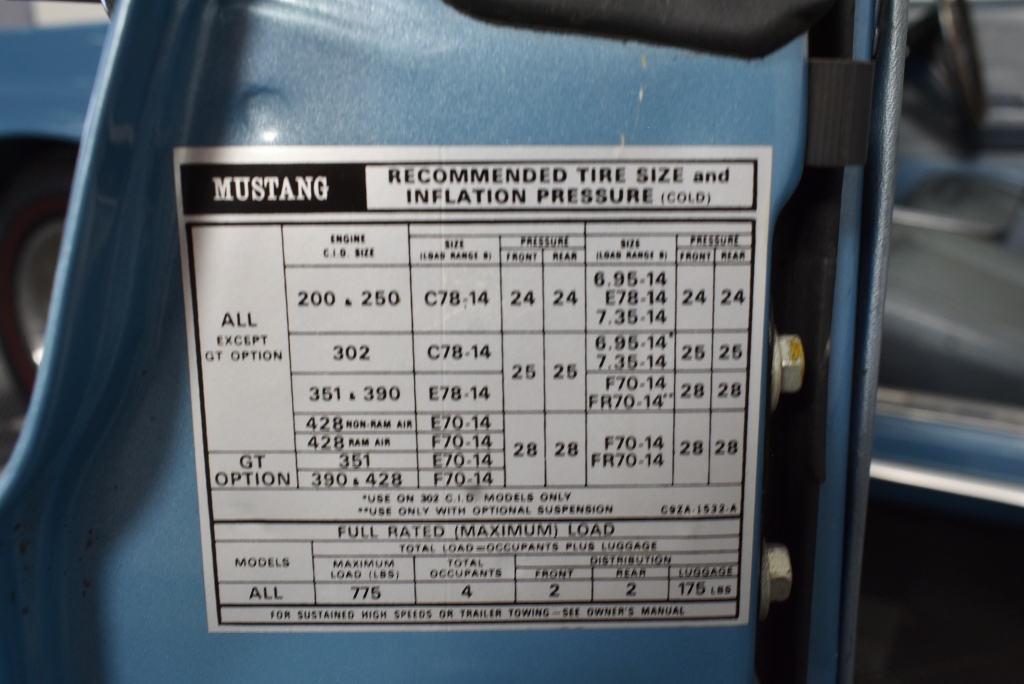 MUSTANG
RECOMMENDED TIRE SIZE and
INFLATION PRESSURE (COLD)
ENGINE
C.I.D. SIZE
SIZE
(LOAD RANGE B)
PRESSURE
FRONT REAR
SIZE
(LOAD RANGE B)
PRESSURE
FRONT REAR
ALL
EXCEPT
GT OPTION
200 & 250 C78-14 24 24
6.95-14
E78-14
7.35-14
24 24
302 C78-14
6.95-14*
7.35-14
25 25
25 25
351 & 390 E78-14
F70-14
FR70-14**
28 28
428 NON-RAM AIR E70-14
428 RAM AIR F70-14
28 28
F70-14
FR70-14
28 28
GT
OPTION
351 E70-14
390 & 428 F70-14
*USE ON 302 C.I.D. MODELS ONLY
**USE ONLY WITH OPTIONAL SUSPENSION C9ZA-1532-A
FULL RATED (MAXIMUM) LOAD
MODELS
TOTAL LOAD=OCCUPANTS PLUS LUGGAGE
MAXIMUM
LOAD (LBS)
TOTAL
OCCUPANTS
DISTRIBUTION
FRONT REAR LUGGAGE
ALL 775 4 2 2 175 LBS
FOR SUSTAINED HIGH SPEEDS OR TRAILER TOWING-SEE OWNER'S MANUAL